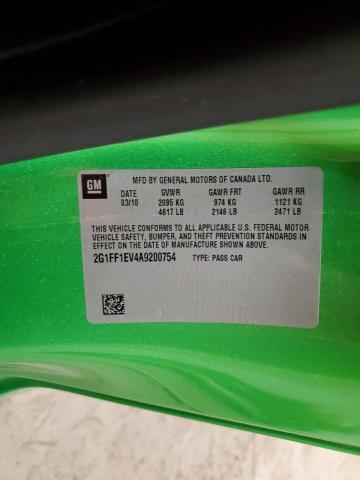 GM
MFD BY GENERAL MOTORS OF CANADA LTD.
DATE GVWR GAWR FRT GAWR RR
03/10 2095 KG 974 KG 1121 KG
4617 LB 2146 LB 2471 LB
THIS VEHICLE CONFORMS TO ALL APPLICABLE U.S. FEDERAL MOTOR
VEHICLE SAFETY, BUMPER, AND THEFT PREVENTION STANDARDS IN
EFFECT ON THE DATE OF MANUFACTURE SHOWN ABOVE.
2G1FF1EV4A9200754 TYPE: PASS CAR